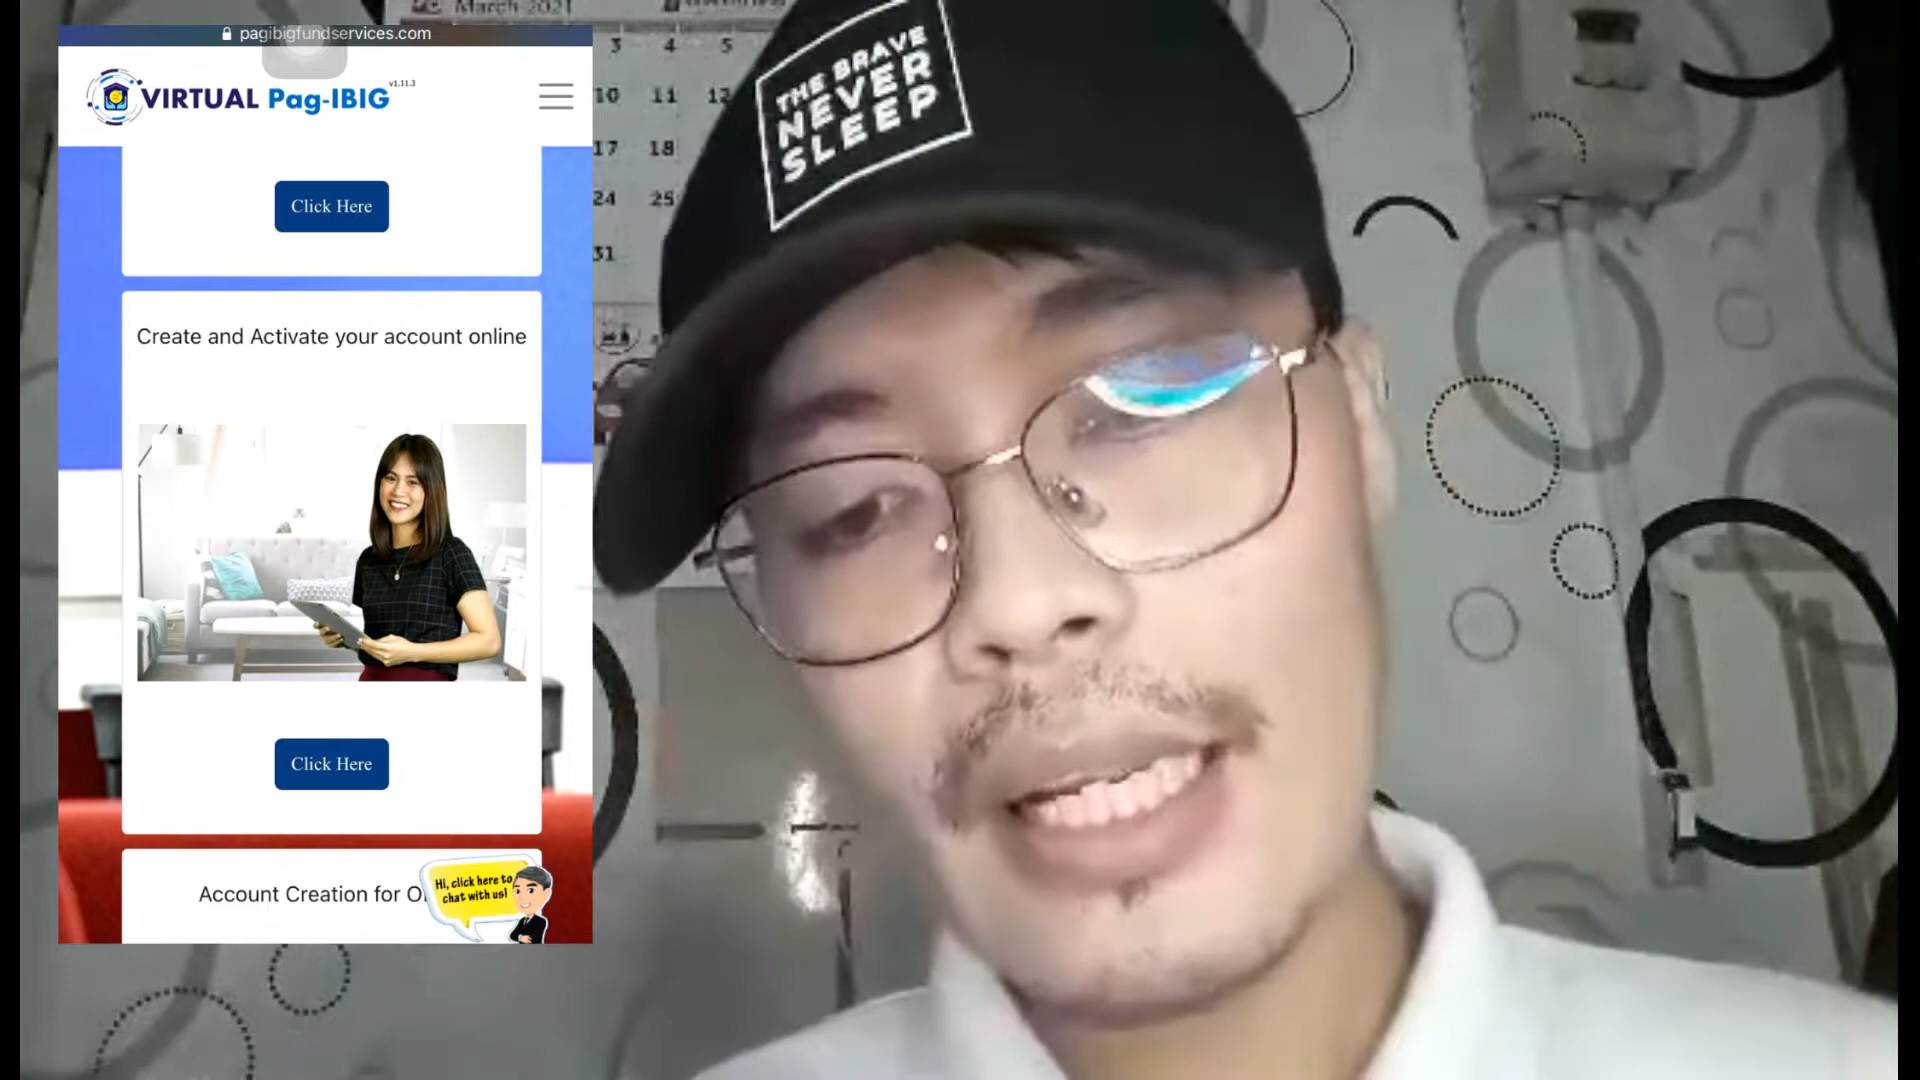 March 2021
pagibigfundservices.com
VIRTUAL Pag-IBIG
v1.11.3
3 4 5
10 11 12
17 18
24 25
31
THE BRAVE
NEVER
SLEEP
Click Here
Create and Activate your account online
Click Here
Account Creation for
Hi, click here to
chat with us!